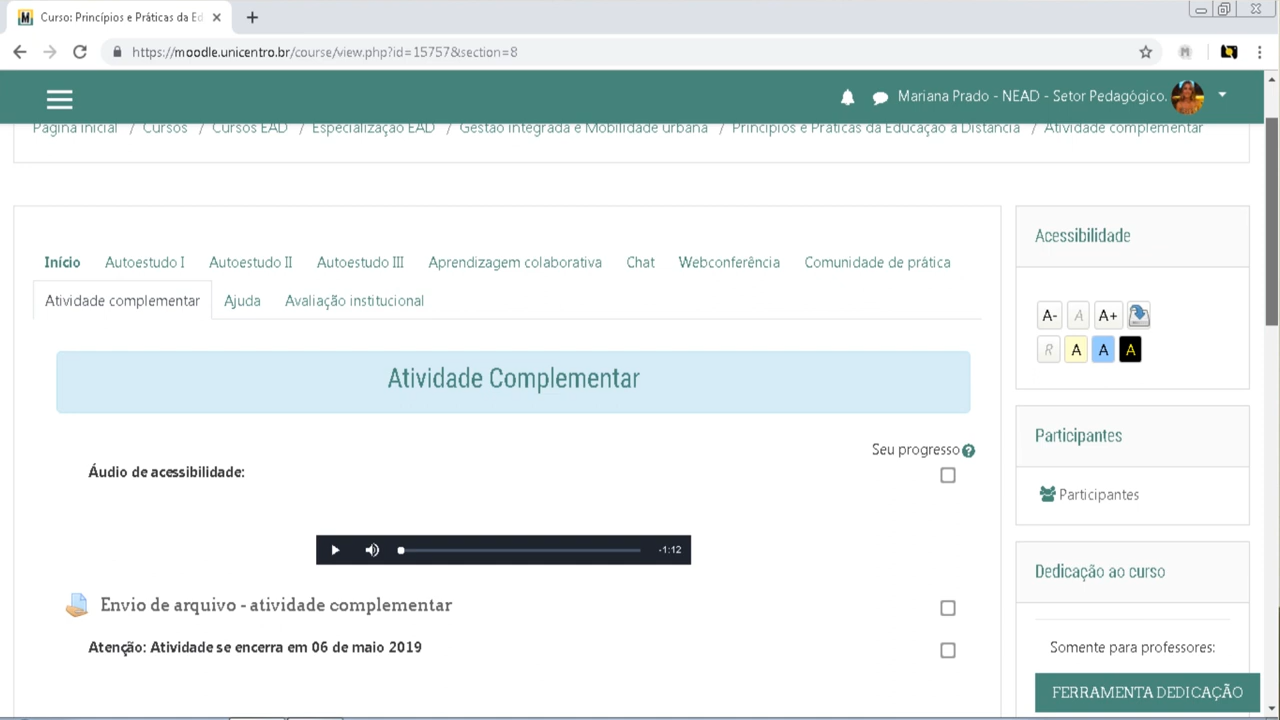 Curso: Princípios e Práticas da Ed
https://moodle.unicentro.br/course/view.php?id=15757&section=8
Mariana Prado - NEAD - Setor Pedagógico.
Página inicial / Cursos / Cursos EAD / Especialização EAD / Gestão Integrada e Mobilidade urbana / Princípios e Práticas da Educação a Distância / Atividade complementar
Início Autoestudo I Autoestudo II Autoestudo III Aprendizagem colaborativa Chat Webconferência Comunidade de prática
Atividade complementar Ajuda Avaliação institucional
Atividade Complementar
Seu progresso
Áudio de acessibilidade:
-1:12
Envio de arquivo - atividade complementar
Atenção: Atividade se encerra em 06 de maio 2019
Acessibilidade
A- A A+
R A A A
Participantes
Participantes
Dedicação ao curso
Somente para professores:
FERRAMENTA DEDICAÇÃO